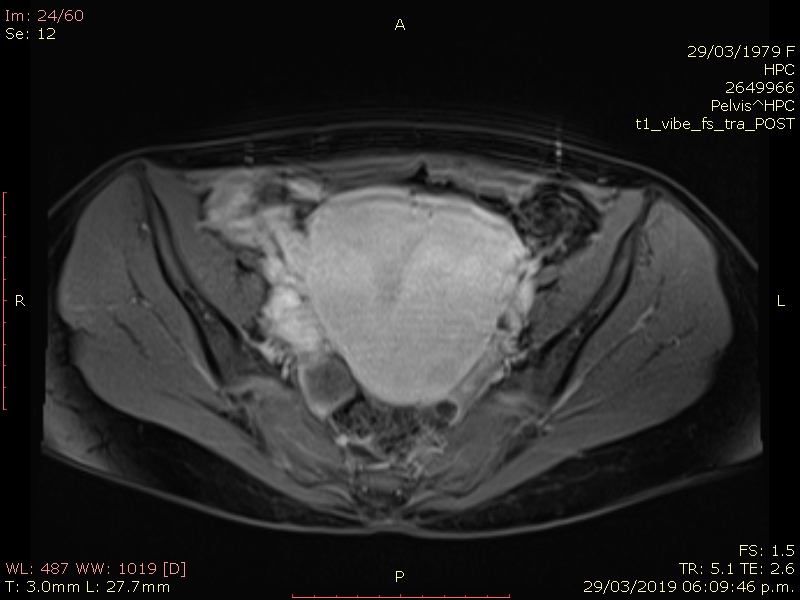 Im: 24/60
Se: 12
A
29/03/1979 F
HPC
2649966
Pelvis^HPC
t1_vibe_fs_tra_POST
R
L
WL: 487 WW: 1019 [D]
T: 3.0mm L: 27.7mm
P
FS: 1.5
TR: 5.1 TE: 2.6
29/03/2019 06:09:46 p.m.